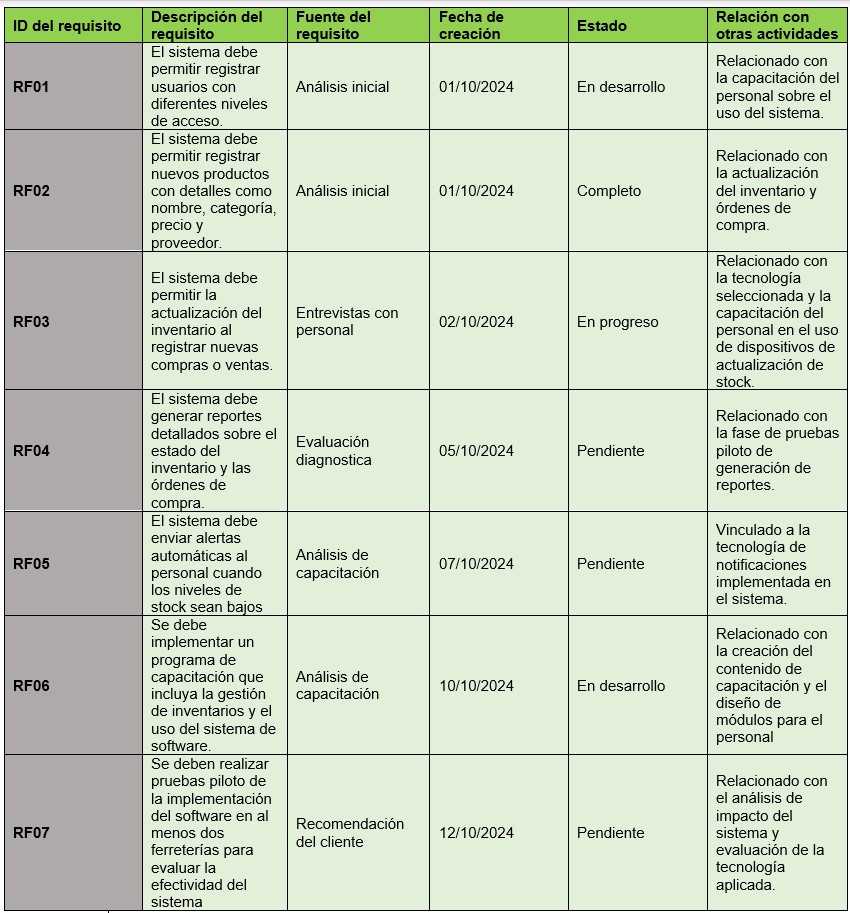 ID del requisito
Descripción del
requisito
Fuente del
requisito
Fecha de
creación
Estado
Relación con
otras actividades
RF01
El sistema debe
permitir registrar
usuarios con
diferentes niveles
de acceso.
Análisis inicial
01/10/2024
En desarrollo
Relacionado con
la capacitación del
personal sobre el
uso del sistema.
RF02
El sistema debe
permitir registrar
nuevos productos
con detalles como
nombre, categoría,
precio y
proveedor.
Análisis inicial
01/10/2024
Completo
Relacionado con
la actualización
del inventario y
órdenes de
compra.
RF03
El sistema debe
permitir la
actualización del
inventario al
registrar nuevas
compras o ventas.
Entrevistas con
personal
02/10/2024
En progreso
Relacionado con
la tecnología
seleccionada y la
capacitación del
personal en el uso
de dispositivos de
actualización de
stock.
RF04
El sistema debe
generar reportes
detallados sobre el
estado del
inventario y las
órdenes de
compra.
Evaluación
diagnostica
05/10/2024
Pendiente
Relacionado con
la fase de pruebas
piloto de
generación de
reportes.
RF05
El sistema debe
enviar alertas
automáticas al
personal cuando
los niveles de
stock sean bajos
Análisis de
capacitación
07/10/2024
Pendiente
Vinculado a la
tecnología de
notificaciones
implementada en
el sistema.
RF06
Se debe
implementar un
programa de
capacitación que
incluya la gestión
de inventarios y el
uso del sistema de
software.
Análisis de
capacitación
10/10/2024
En desarrollo
Relacionado con
la creación del
contenido de
capacitación y el
diseño de
módulos para el
personal
RF07
Se deben realizar
pruebas piloto de
la implementación
del software en al
menos dos
ferreterías para
evaluar la
efectividad del
sistema
Recomendación
del cliente
12/10/2024
Pendiente
Relacionado con
el análisis de
impacto del
sistema y
evaluación de la
tecnología
aplicada.